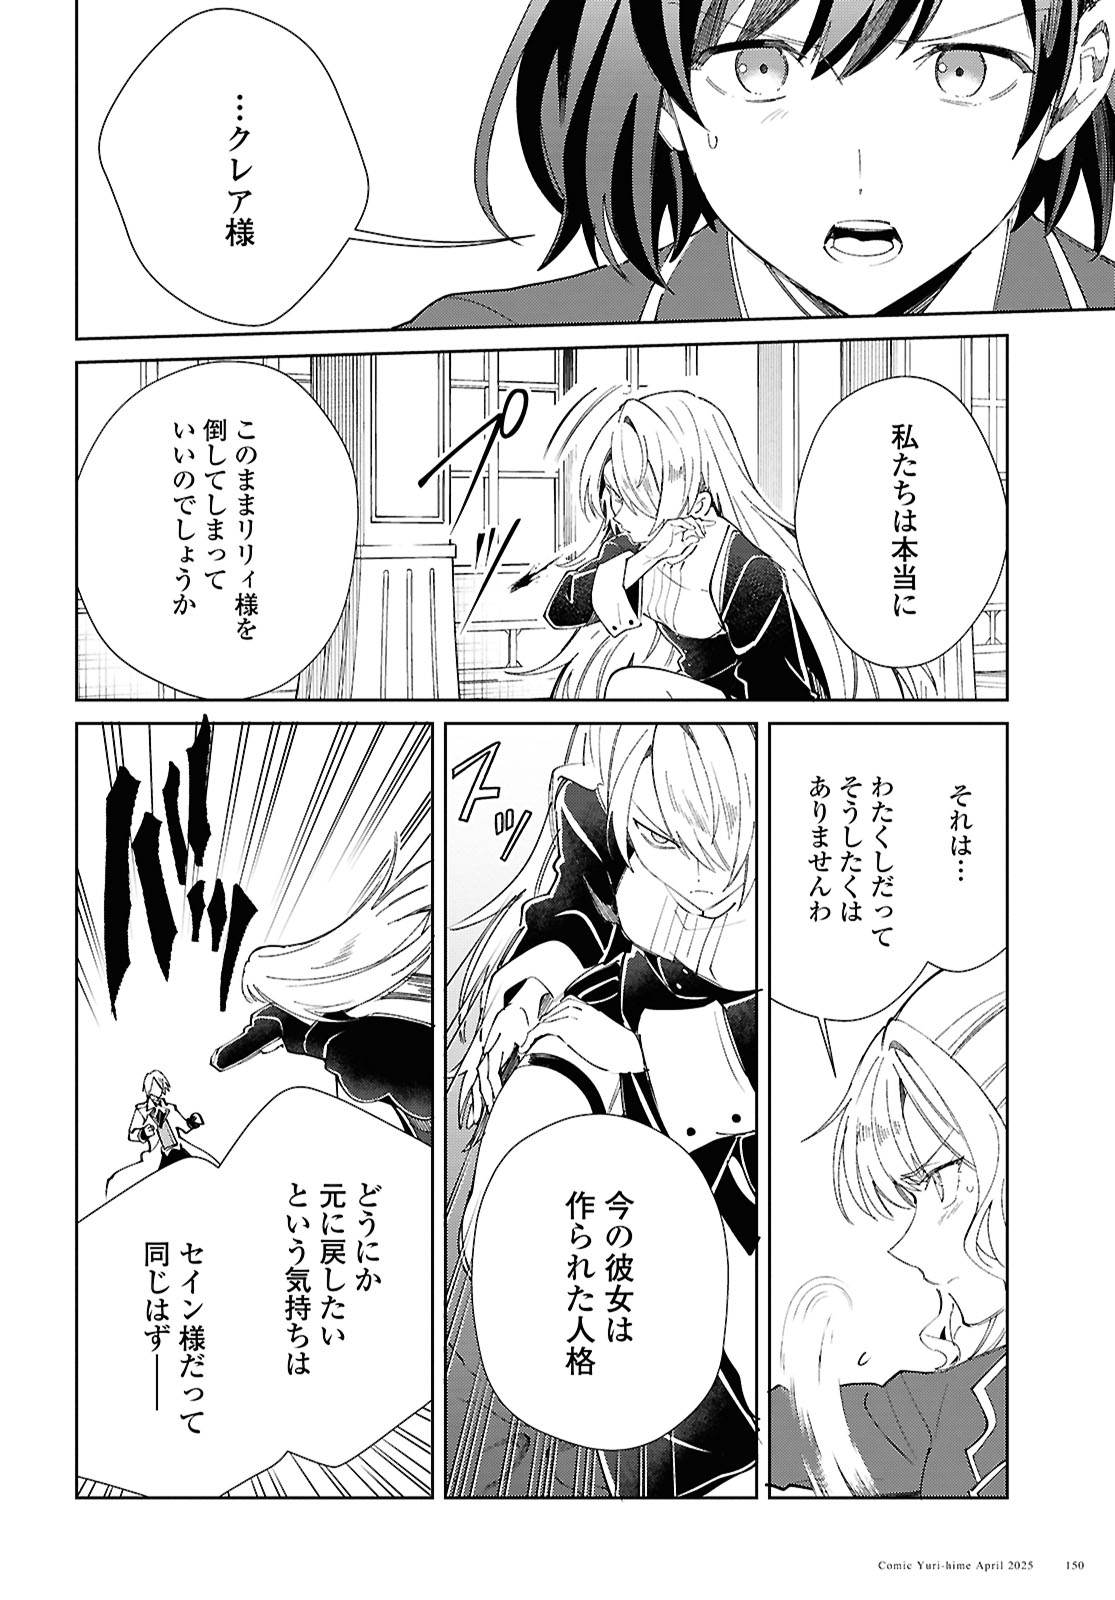 …クレア様
私たちは本当に
このままリリィ様を
倒してしまって
いいのでしょうか
それは…
わたくしだって
そうしたくは
ありませんわ
スッ
今の彼女は
作られた人格
どうにか
元に戻したい
という気持ちは
セイン様だって
同じはず――
Comic Yuri-hime April 2025 150